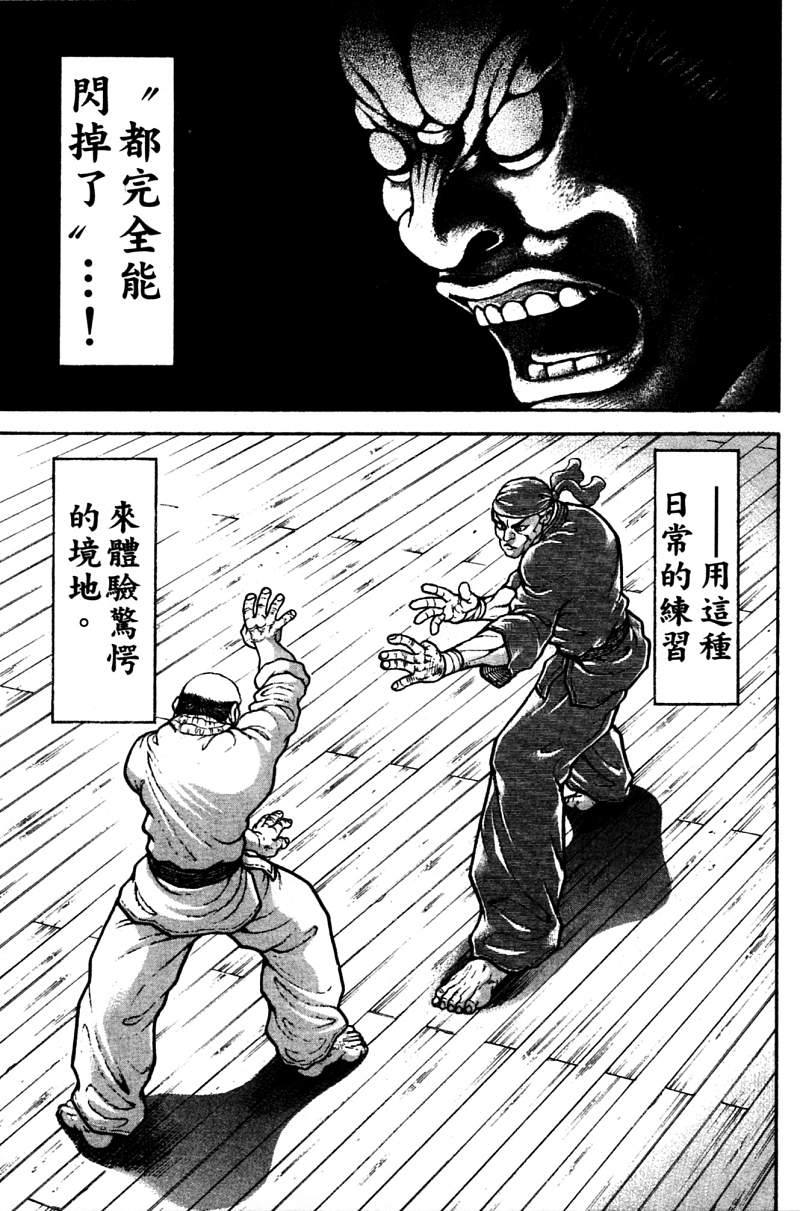 〝都完全能
閃掉了〞…！
——用這種
日常的練習
來體驗驚愕
的境地。